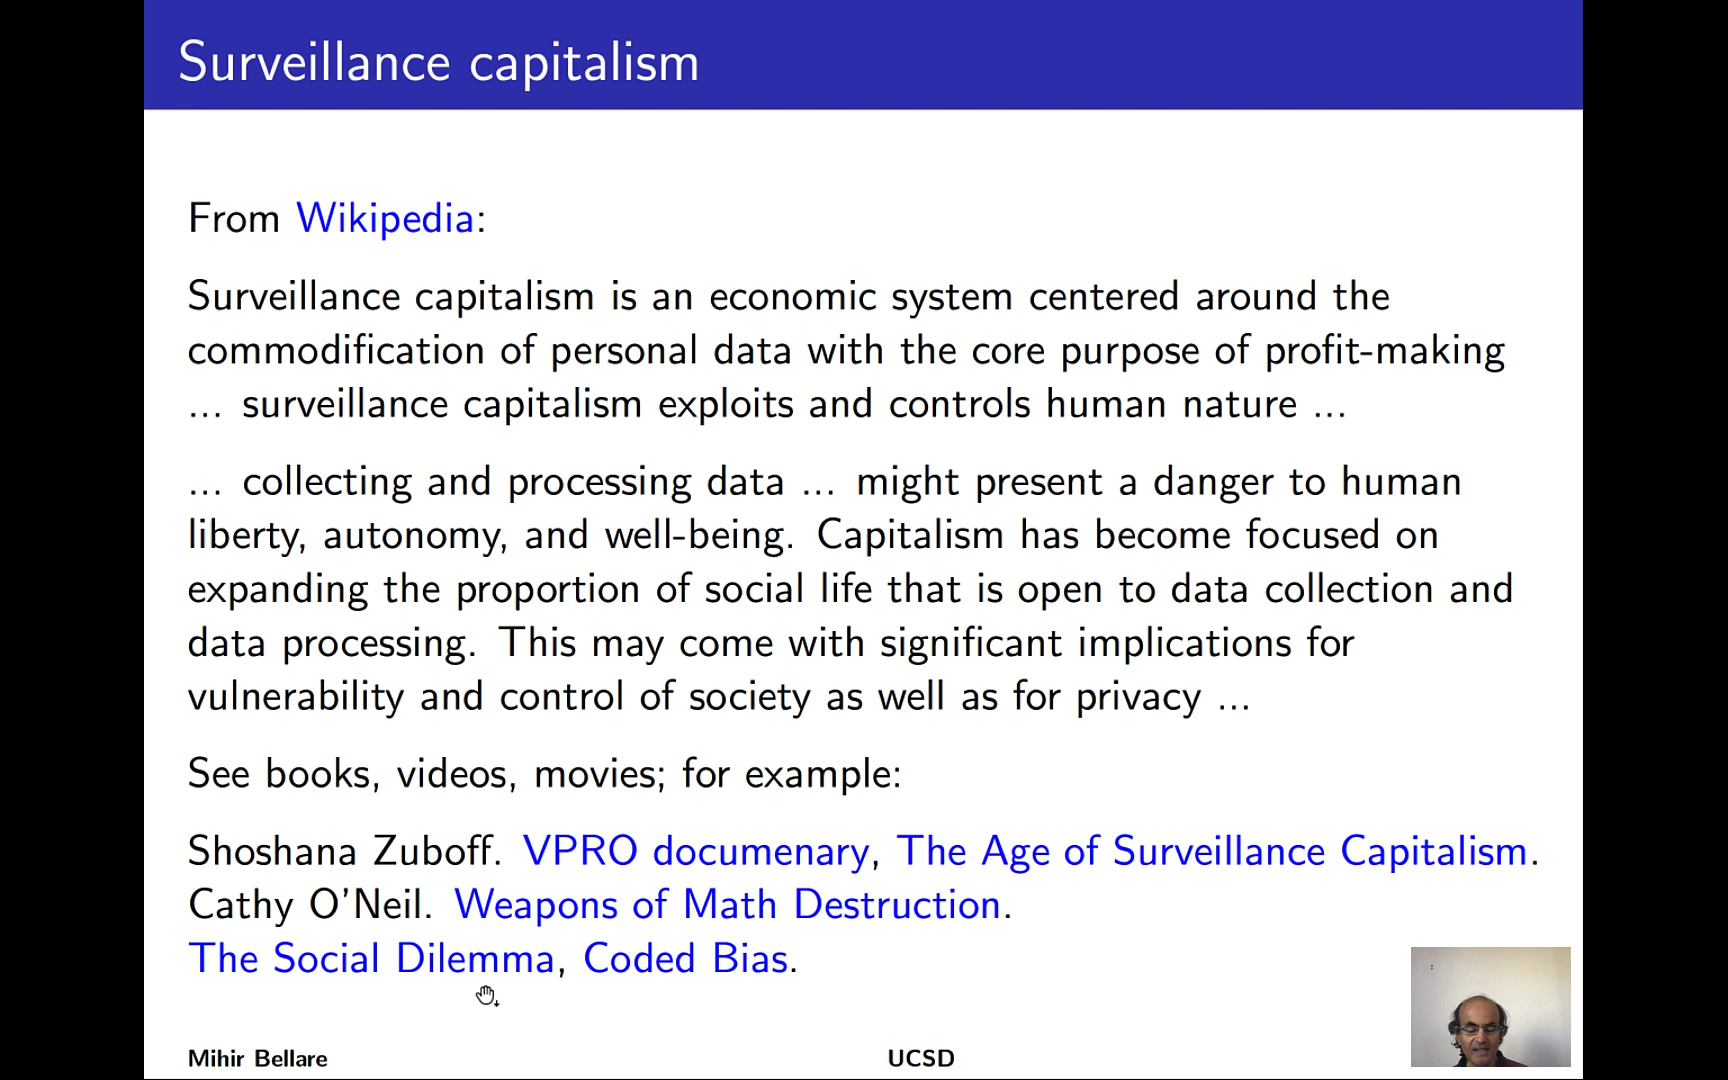 Surveillance capitalism
From Wikipedia:
Surveillance capitalism is an economic system centered around the
commodification of personal data with the core purpose of profit-making
... surveillance capitalism exploits and controls human nature ...
... collecting and processing data ... might present a danger to human
liberty, autonomy, and well-being. Capitalism has become focused on
expanding the proportion of social life that is open to data collection and
data processing. This may come with significant implications for
vulnerability and control of society as well as for privacy ...
See books, videos, movies; for example:
Shoshana Zuboff. VPRO documenary, The Age of Surveillance Capitalism.
Cathy O'Neil. Weapons of Math Destruction.
The Social Dilemma, Coded Bias.
Mihir Bellare UCSD